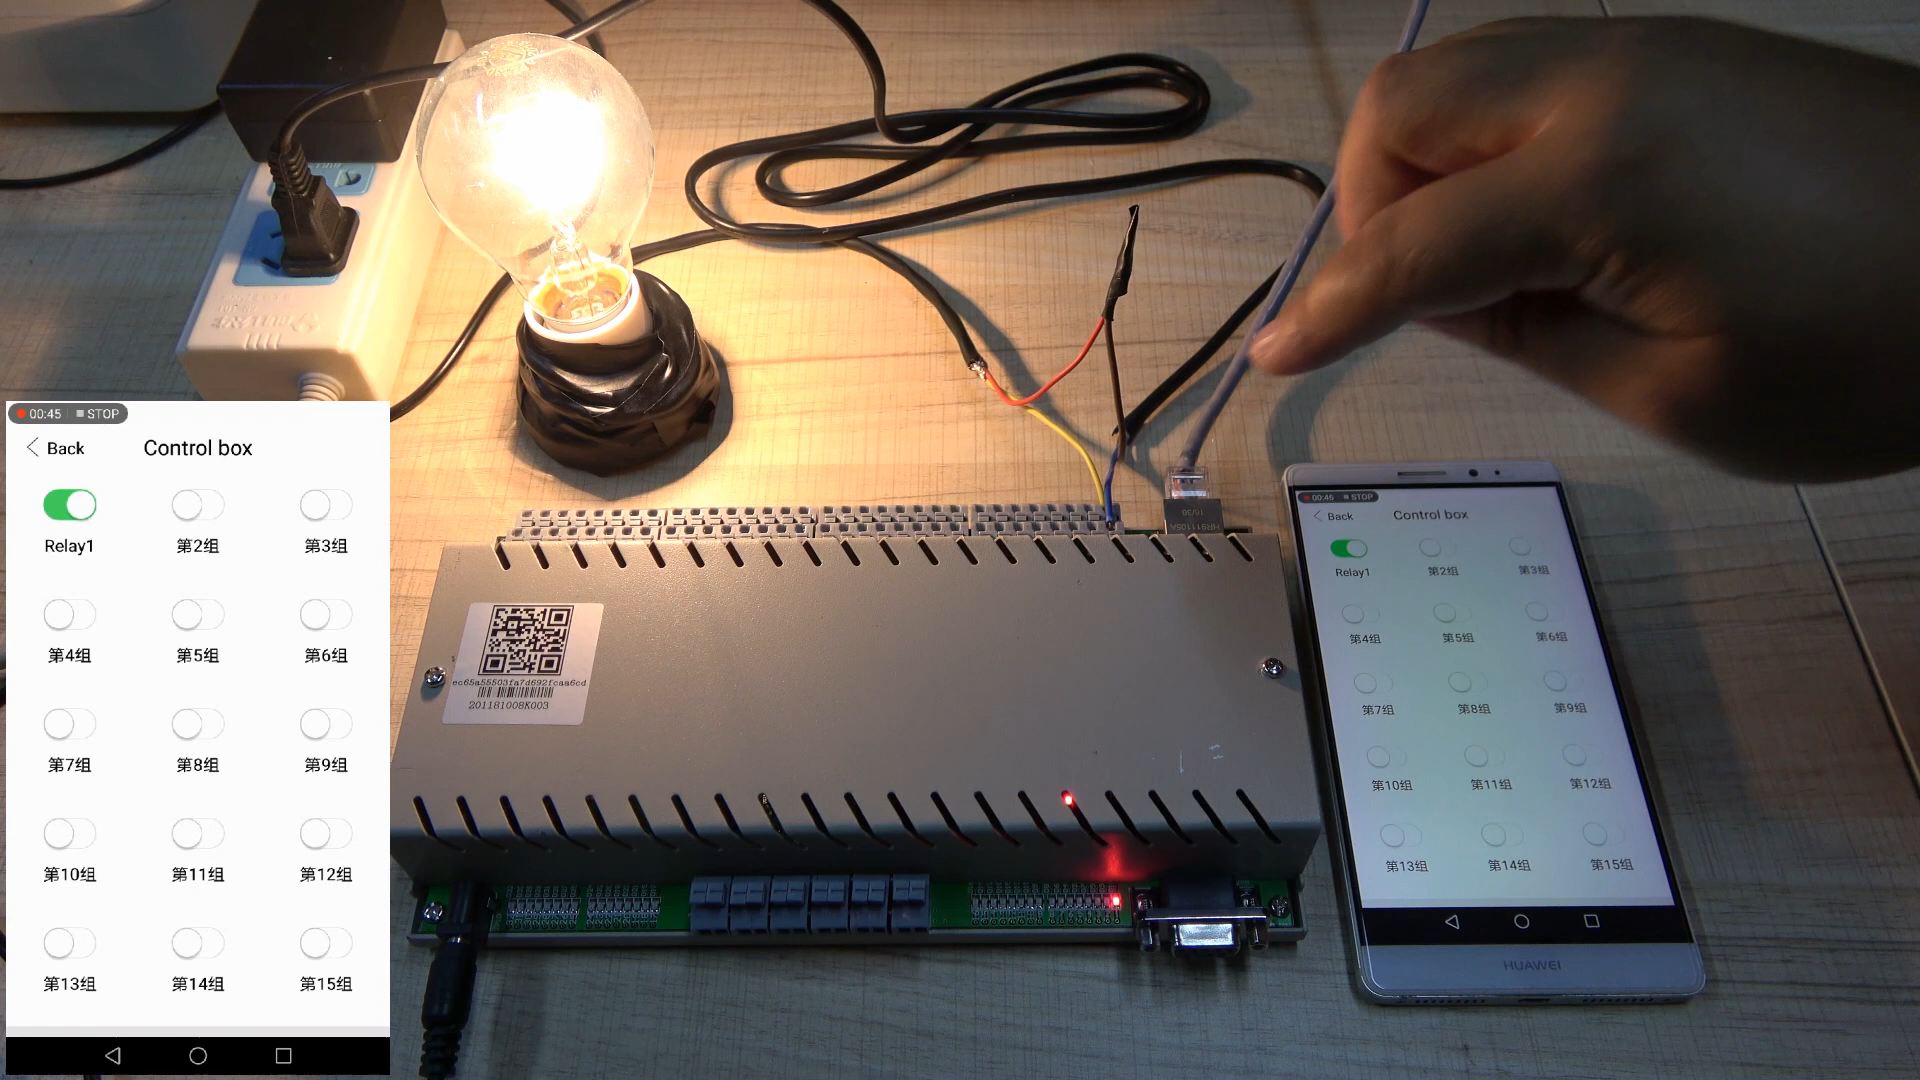 00:45 STOP
Back Control box
Relay1 第2组 第3组
第4组 第5组 第6组
第7组 第8组 第9组
第10组 第11组 第12组
第13组 第14组 第15组
HR911105A
16/30
ec65a55503fa7d692fcaa6cd
201181008K003
00:45 STOP
Back Control box
Relay1 第2组 第3组
第4组 第5组 第6组
第7组 第8组 第9组
第10组 第11组 第12组
第13组 第14组 第15组
HUAWEI